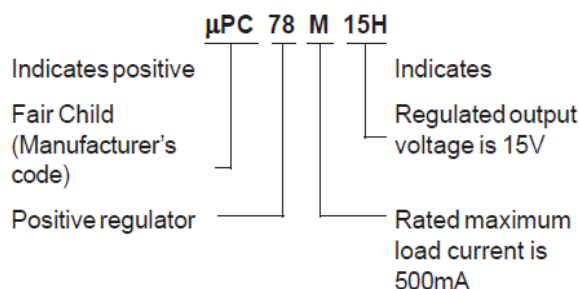 μPC 78 M 15H
Indicates positive
Fair Child
(Manufacturer's
code)
Positive regulator
Indicates
Regulated output
voltage is 15V
Rated maximum
load current is
500mA